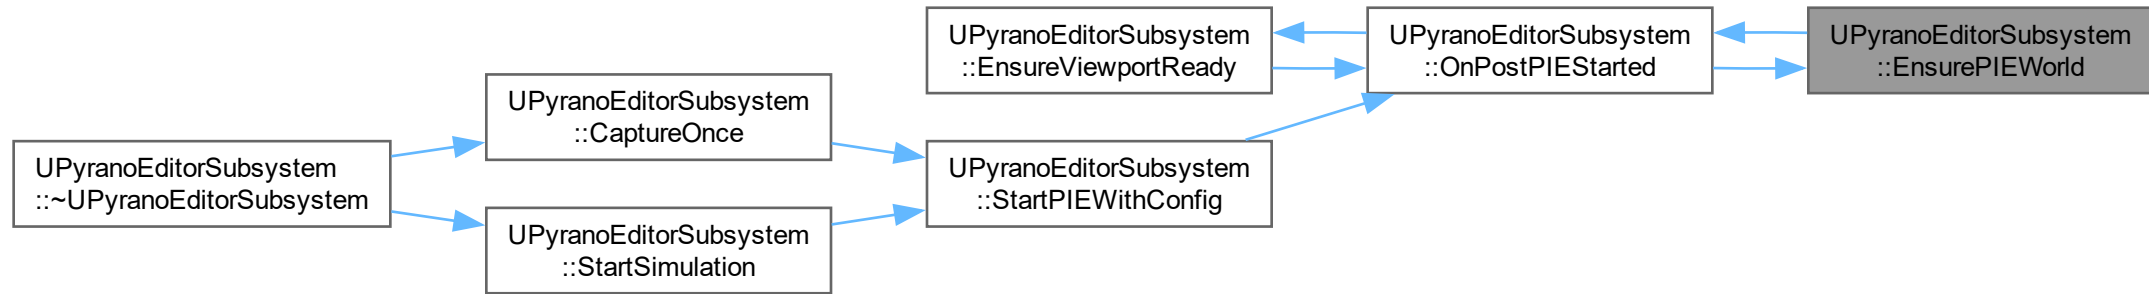 UPyranoEditorSubsystem
::~UPyranoEditorSubsystem
UPyranoEditorSubsystem
::CaptureOnce
UPyranoEditorSubsystem
::StartSimulation
UPyranoEditorSubsystem
::EnsureViewportReady
UPyranoEditorSubsystem
::StartPIEWithConfig
UPyranoEditorSubsystem
::OnPostPIEStarted
UPyranoEditorSubsystem
::EnsurePIEWorld